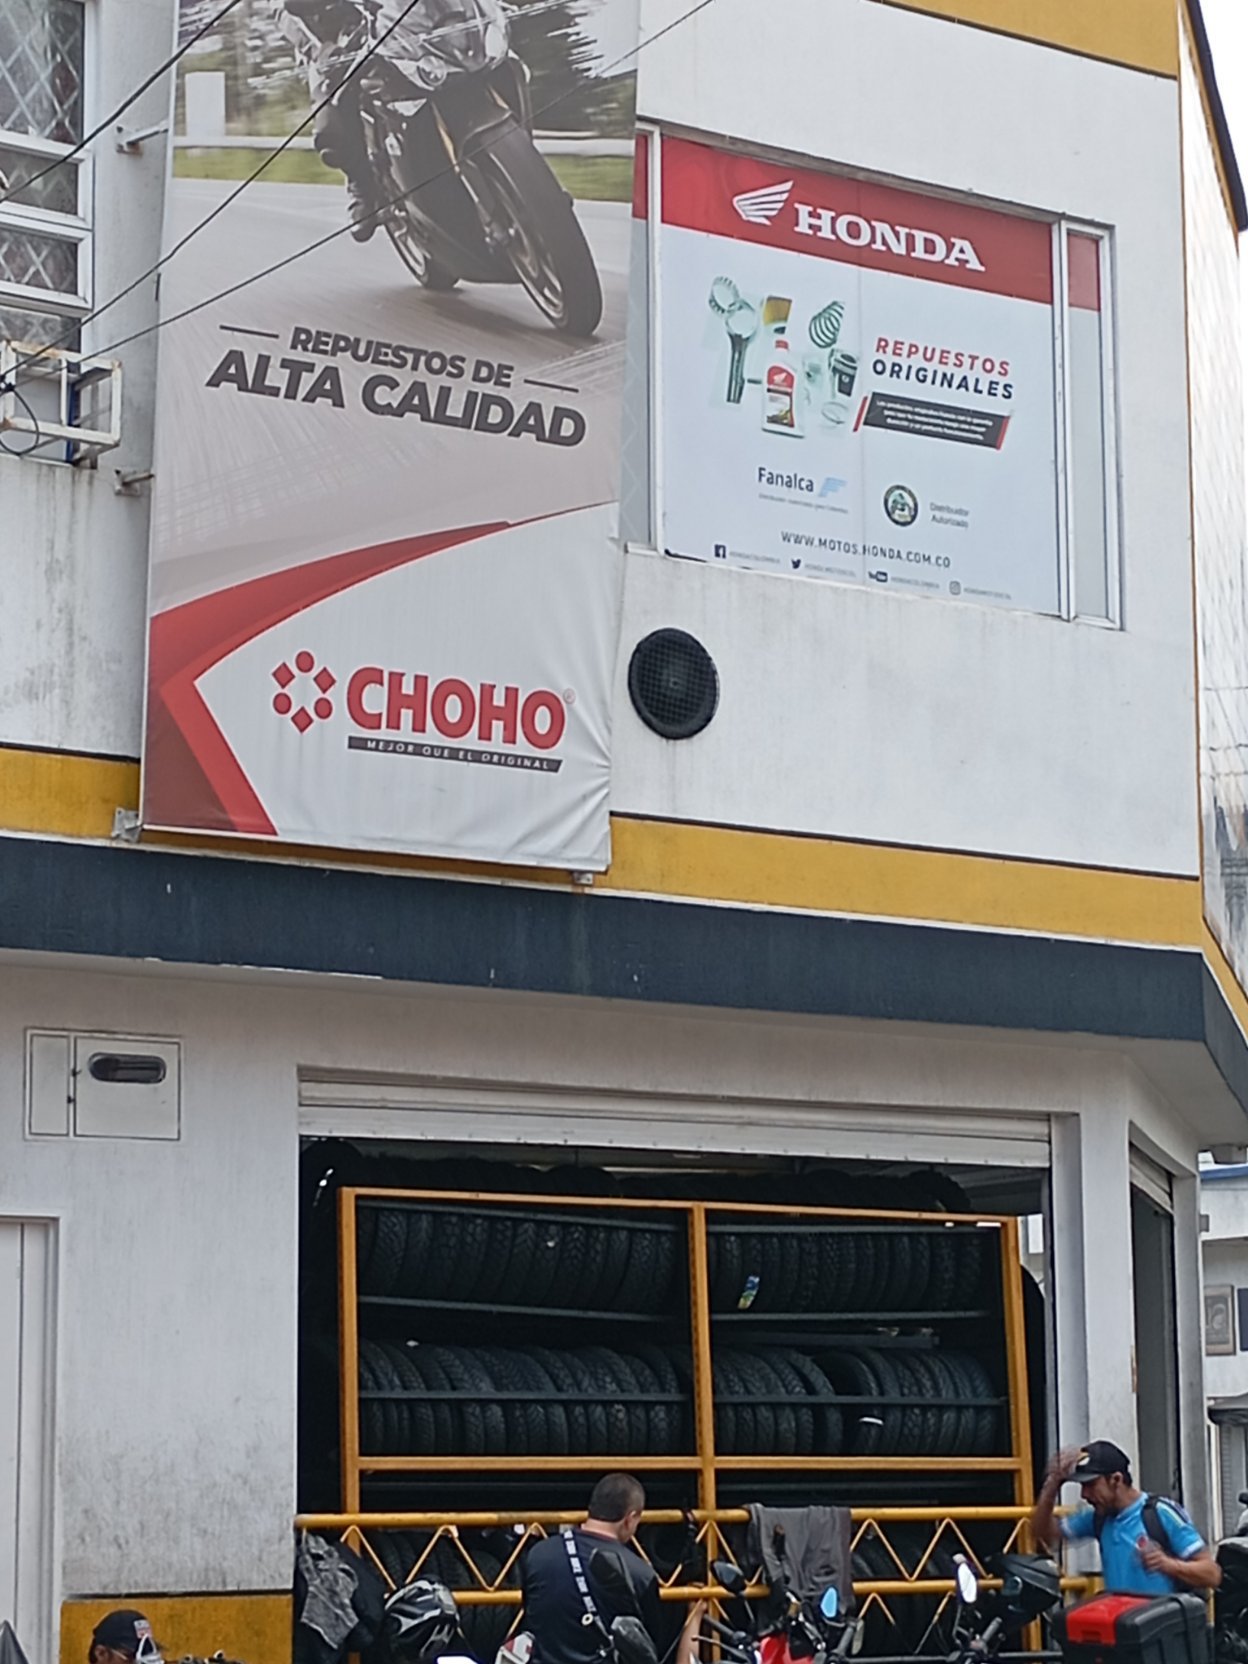 REPUESTOS DE
ALTA CALIDAD
CHOHO
MEJOR QUE EL ORIGINAL
HONDA
REPUESTOS
ORIGINALES
Fanalca
Distribuidor
Autorizado
WWW.MOTOS.HONDA.COM.CO